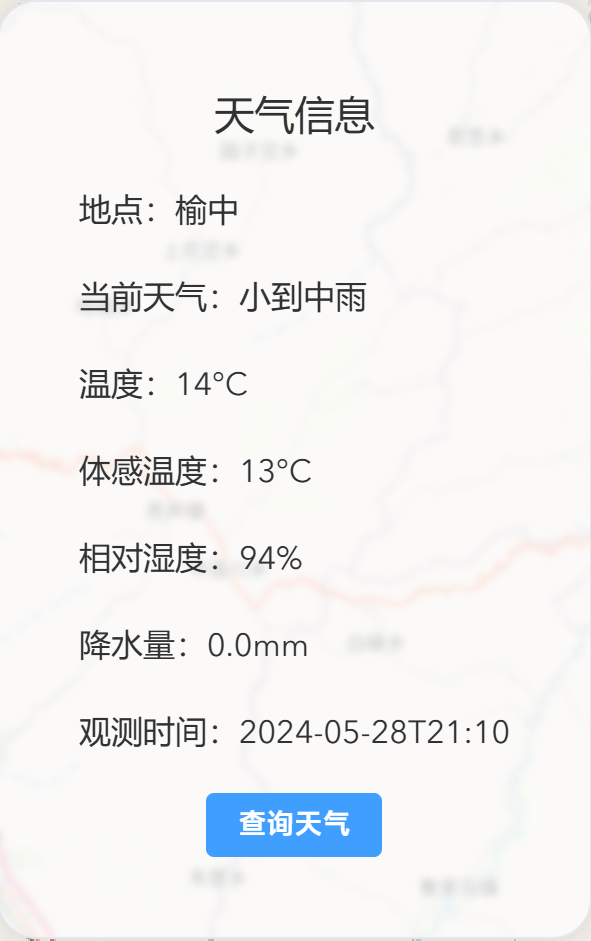 天气信息
地点：榆中
当前天气：小到中雨
温度：14°C
体感温度：13°C
相对湿度：94%
降水量：0.0mm
观测时间：2024-05-28T21:10
查询天气